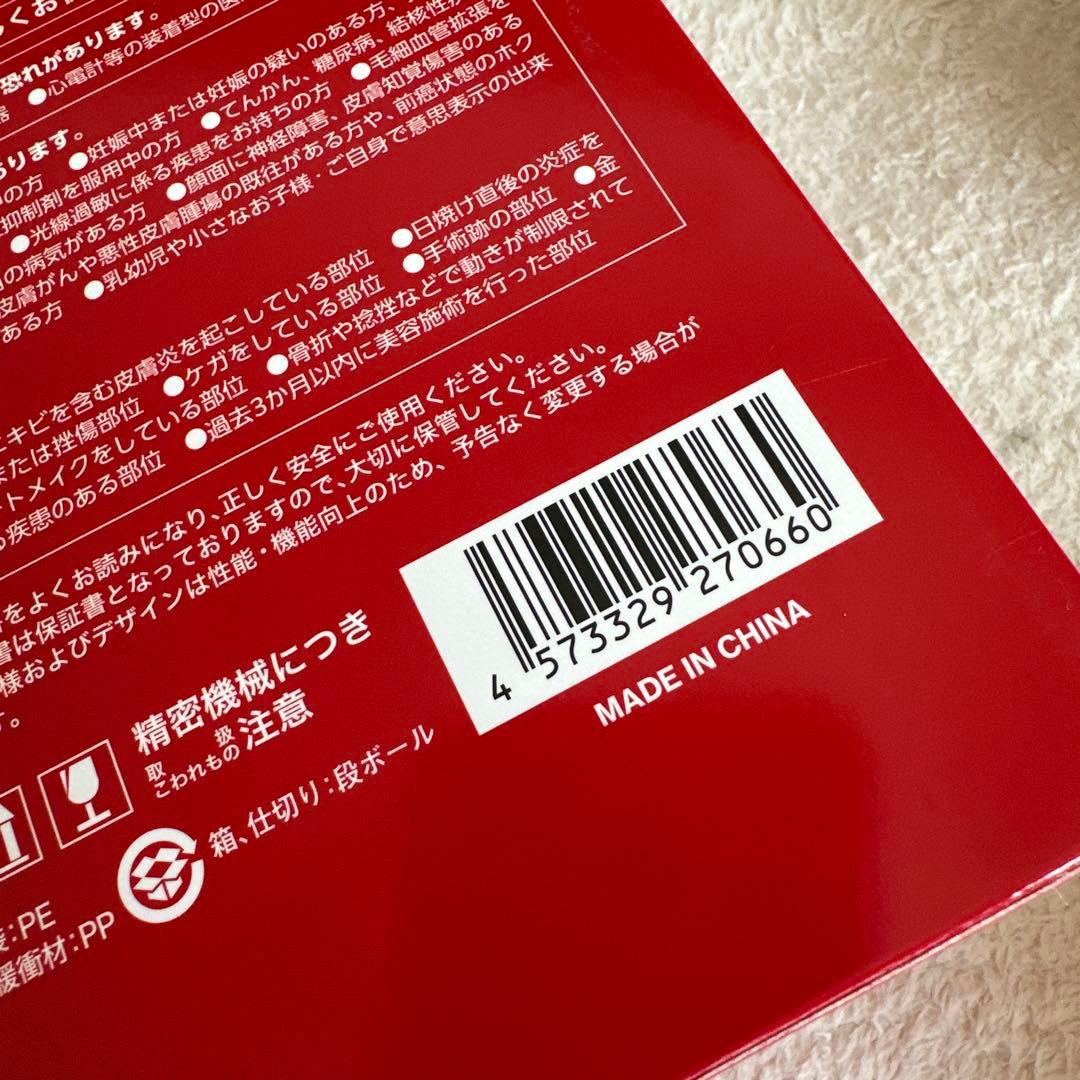 恐れがあります。
●心電計等の装着型の医
あります。
の方 ●妊娠中または妊娠の疑いのある方、
抑制剤を服用中の方 ●てんかん、糖尿病、結核性疾
●光線過敏に係る疾患をお持ちの方 ●毛細血管拡張を
の病気がある方 ●顔面に神経障害、皮膚知覚傷害のある
皮膚がんや悪性皮膚腫瘍の既往がある方や、前癌状態のホク
ある方 ●乳幼児や小さなお子様・ご自身で意思表示の出来
キビを含む皮膚炎を起こしている部位 ●日焼け直後の炎症を
または挫傷部位 ●ケガをしている部位 ●手術跡の部位 ●金
トメイクをしている部位 ●骨折や捻挫などで動きが制限されて
る疾患のある部位 ●過去3か月以内に美容施術を行った部位
をよくお読みになり、正しく安全にご使用ください。
書は保証書となっておりますので、大切に保管してください。
様およびデザインは性能・機能向上のため、予告なく変更する場合が
す。
精密機械につき
取扱注意
こわれもの
箱、仕切り：段ボール
袋：PE
緩衝材：PP
4 573329 270660
MADE IN CHINA